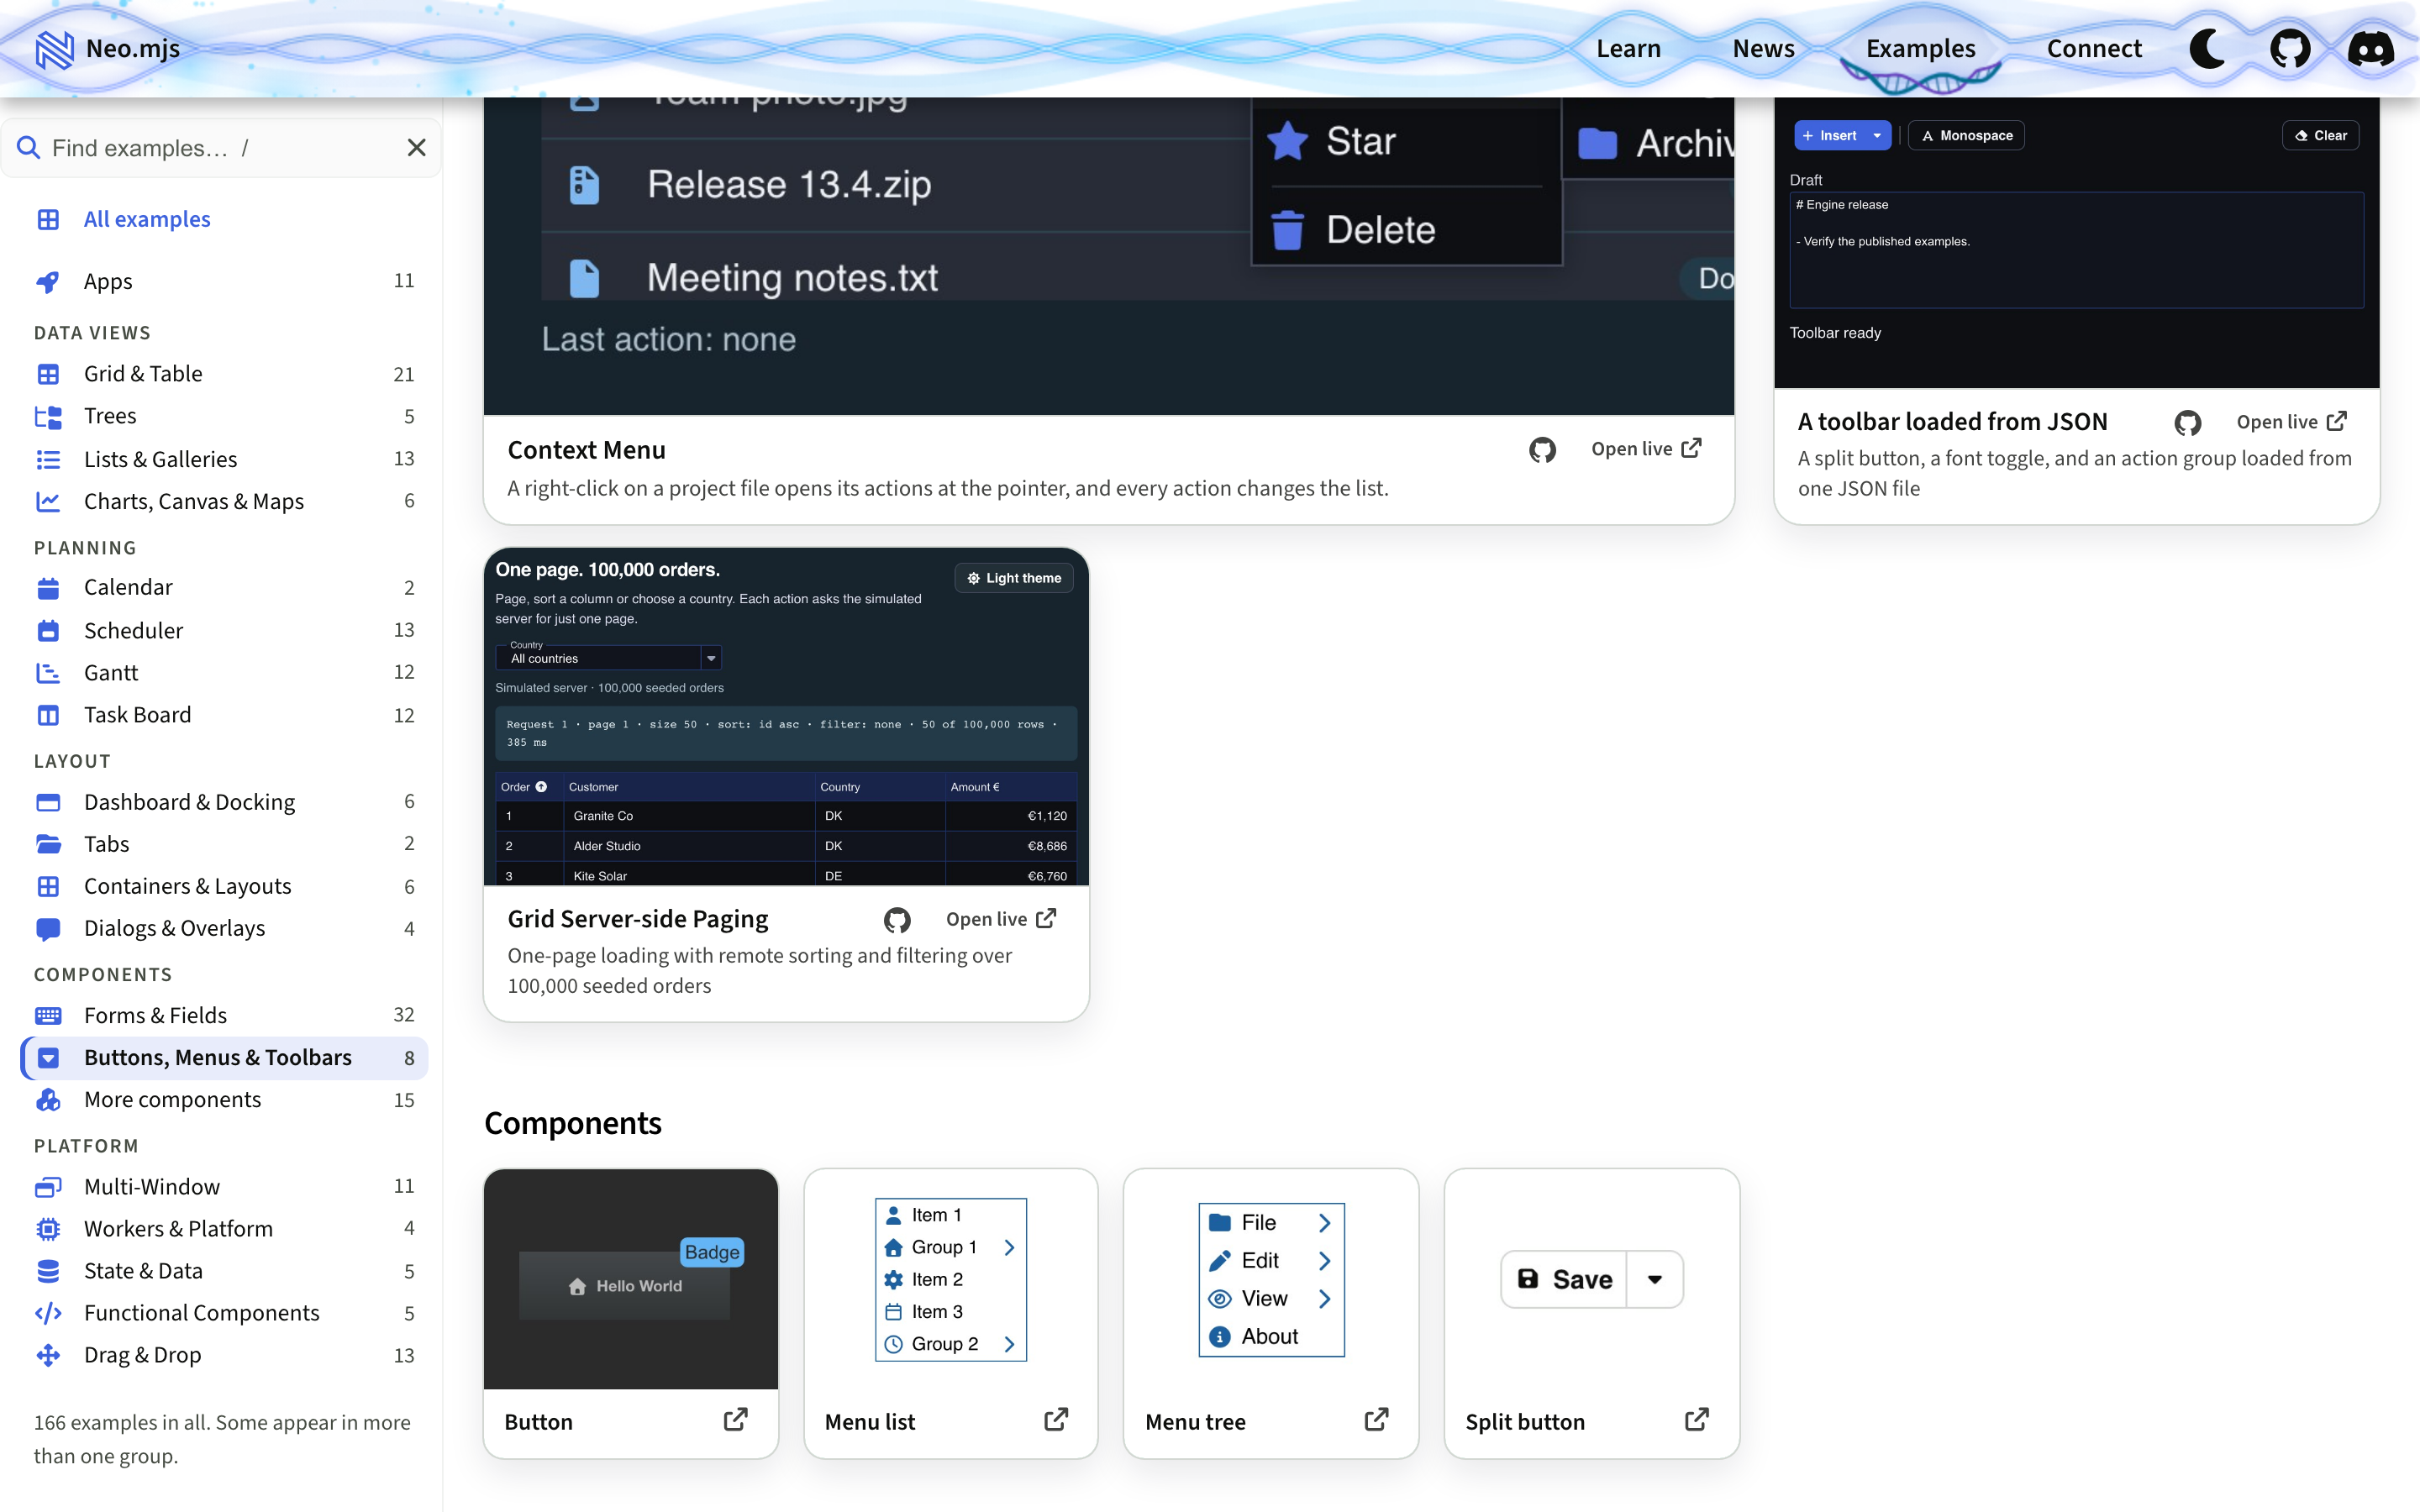 Neo.mjs
Learn
News
Examples
Connect
Find examples… /
All examples
Apps 11
DATA VIEWS
Grid & Table 21
Trees 5
Lists & Galleries 13
Charts, Canvas & Maps 6
PLANNING
Calendar 2
Scheduler 13
Gantt 12
Task Board 12
LAYOUT
Dashboard & Docking 6
Tabs 2
Containers & Layouts 6
Dialogs & Overlays 4
COMPONENTS
Forms & Fields 32
Buttons, Menus & Toolbars 8
More components 15
PLATFORM
Multi-Window 11
Workers & Platform 4
State & Data 5
Functional Components 5
Drag & Drop 13
166 examples in all. Some appear in more
than one group.
Team photo.jpg
Release 13.4.zip
Meeting notes.txt
Star
Delete
Archiv
Do
Last action: none
Context Menu
Open live
A right-click on a project file opens its actions at the pointer, and every action changes the list.
Insert
A Monospace
Clear
Draft
# Engine release
- Verify the published examples.
Toolbar ready
A toolbar loaded from JSON
Open live
A split button, a font toggle, and an action group loaded from
one JSON file
One page. 100,000 orders.
Light theme
Page, sort a column or choose a country. Each action asks the simulated
server for just one page.
Country
All countries
Simulated server · 100,000 seeded orders
Request 1 · page 1 · size 50 · sort: id asc · filter: none · 50 of 100,000 rows ·
385 ms
Order Customer Country Amount €
1 Granite Co DK €1,120
2 Alder Studio DK €8,686
3 Kite Solar DE €6,760
Grid Server-side Paging
Open live
One-page loading with remote sorting and filtering over
100,000 seeded orders
Components
Badge
Hello World
Button
Item 1
Group 1
Item 2
Item 3
Group 2
Menu list
File
Edit
View
About
Menu tree
Save
Split button